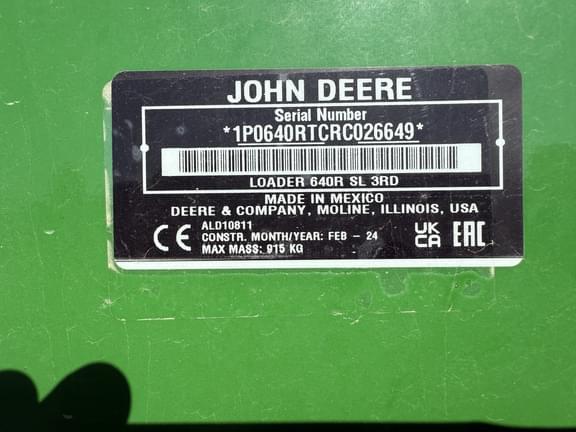 JOHN DEERE
Serial Number
*1P0640RTCRC026649*
LOADER 640R SL 3RD
MADE IN MEXICO
DEERE & COMPANY, MOLINE, ILLINOIS, USA
ALD10811
CONSTR. MONTH/YEAR: FEB - 24
MAX MASS: 915 KG
CE
UK
CA
EAC